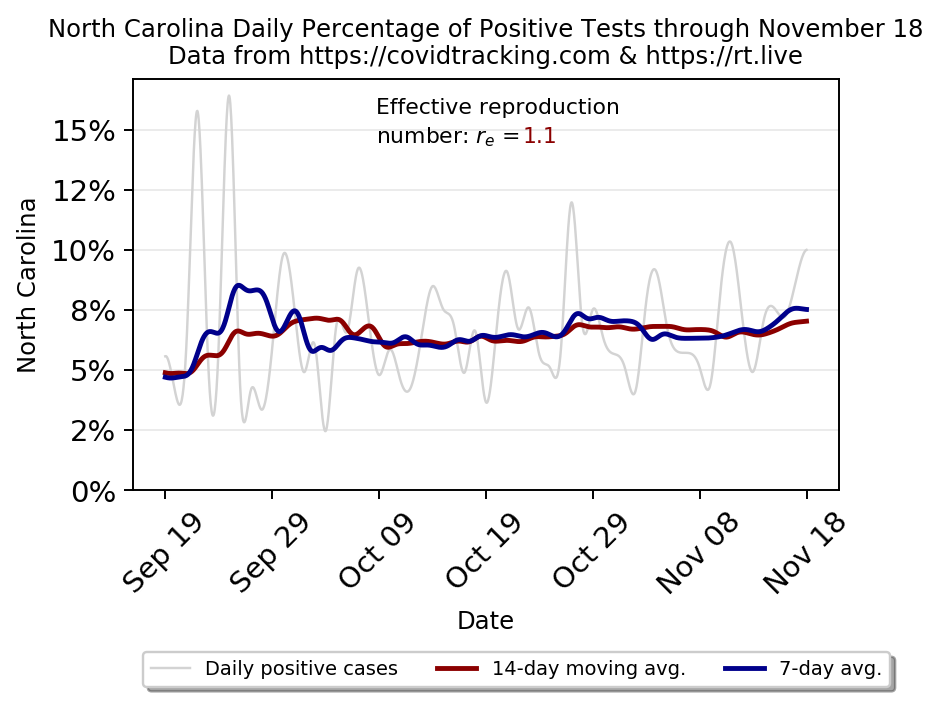 North Carolina Daily Percentage of Positive Tests through November 18
Data from https://covidtracking.com & https://rt.live
Effective reproduction
number: rₑ = 1.1
North Carolina
15%
12%
10%
8%
5%
2%
0%
Sep 19
Sep 29
Oct 09
Oct 19
Oct 29
Nov 08
Nov 18
Date
Daily positive cases
14-day moving avg.
7-day avg.